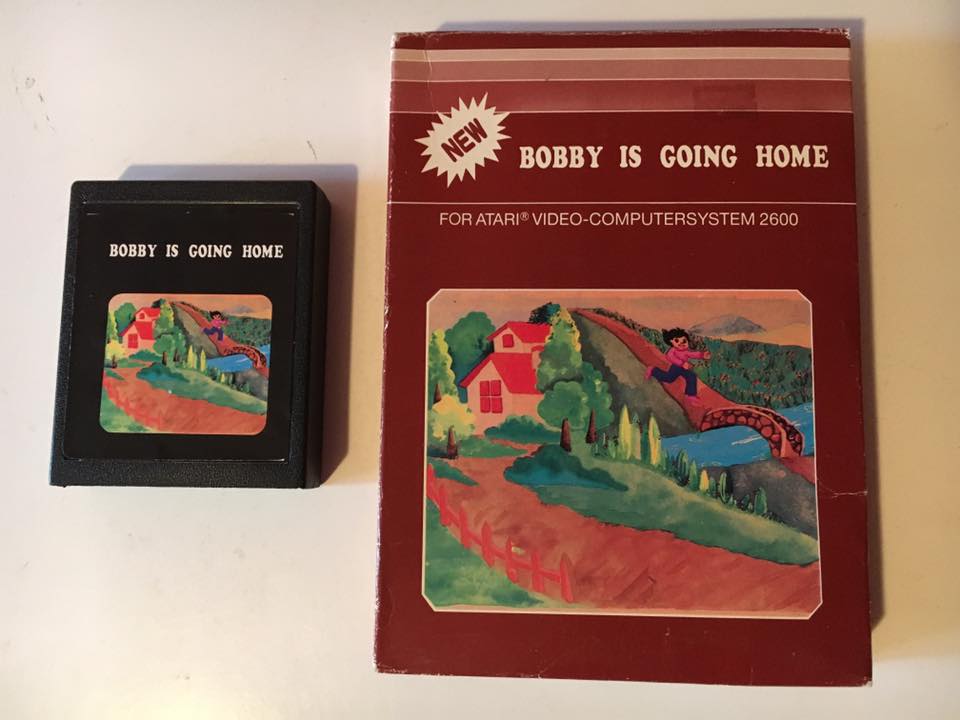 BOBBY IS GOING HOME
NEW
BOBBY IS GOING HOME
FOR ATARI® VIDEO-COMPUTERSYSTEM 2600